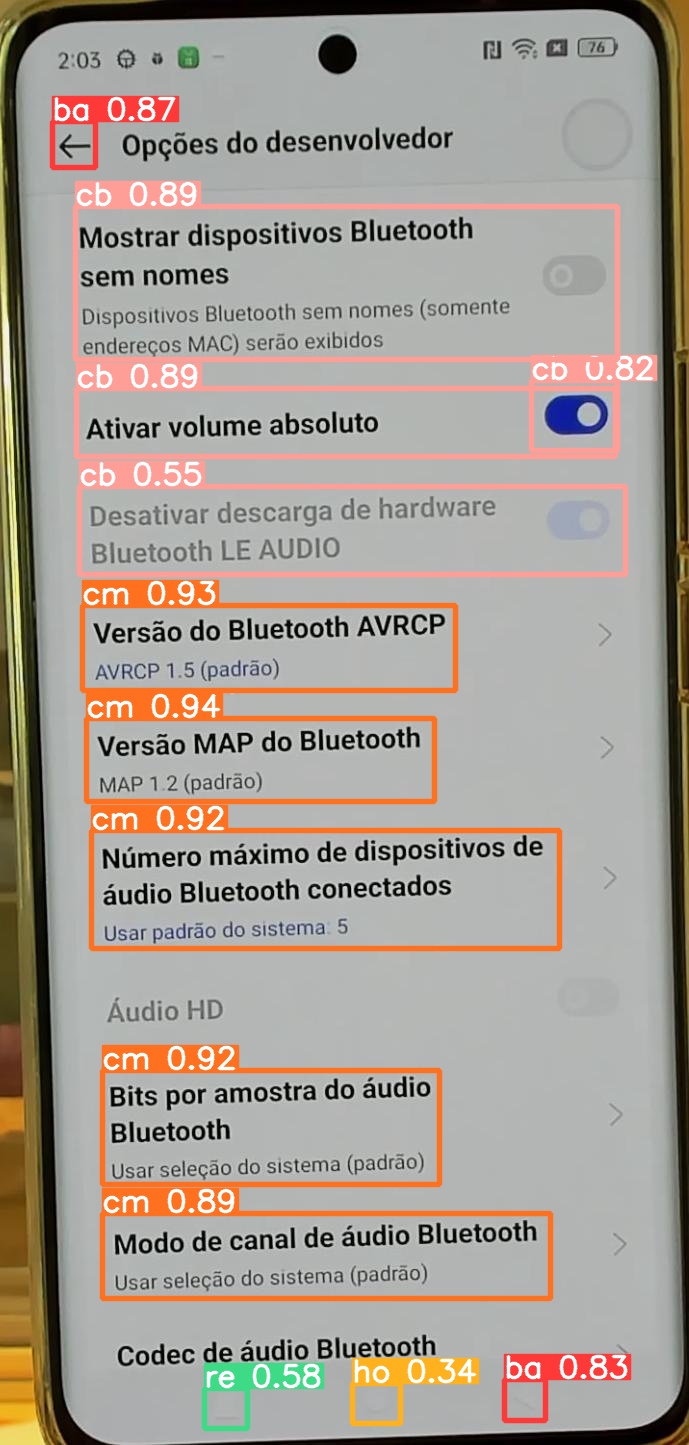 2:03
76
ba 0.87
Opções do desenvolvedor
cb 0.89
Mostrar dispositivos Bluetooth
sem nomes
Dispositivos Bluetooth sem nomes (somente
endereços MAC) serão exibidos
cb 0.89
cb 0.82
Ativar volume absoluto
cb 0.55
Desativar descarga de hardware
Bluetooth LE AUDIO
cm 0.93
Versão do Bluetooth AVRCP
AVRCP 1.5 (padrão)
cm 0.94
Versão MAP do Bluetooth
MAP 1.2 (padrão)
cm 0.92
Número máximo de dispositivos de
áudio Bluetooth conectados
Usar padrão do sistema: 5
Áudio HD
cm 0.92
Bits por amostra do áudio
Bluetooth
Usar seleção do sistema (padrão)
cm 0.89
Modo de canal de áudio Bluetooth
Usar seleção do sistema (padrão)
Codec de áudio Bluetooth
re 0.58
ho 0.34
ba 0.83